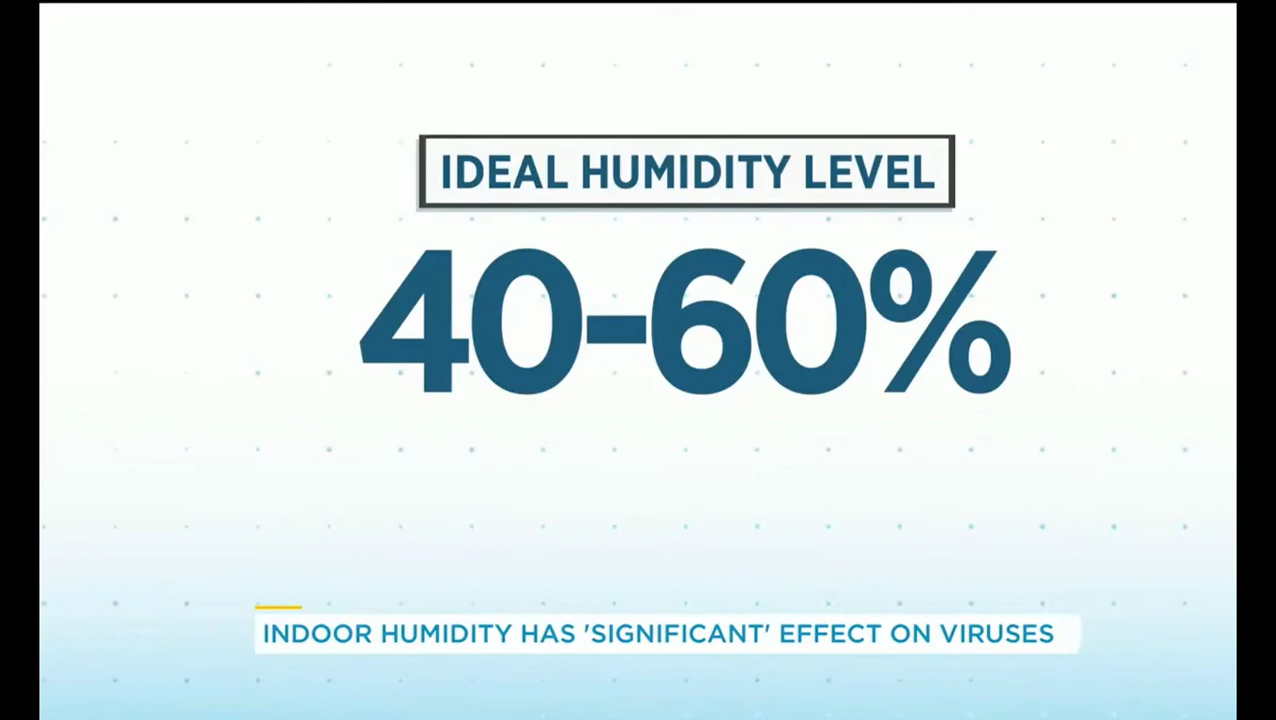 IDEAL HUMIDITY LEVEL
40-60%
INDOOR HUMIDITY HAS 'SIGNIFICANT' EFFECT ON VIRUSES